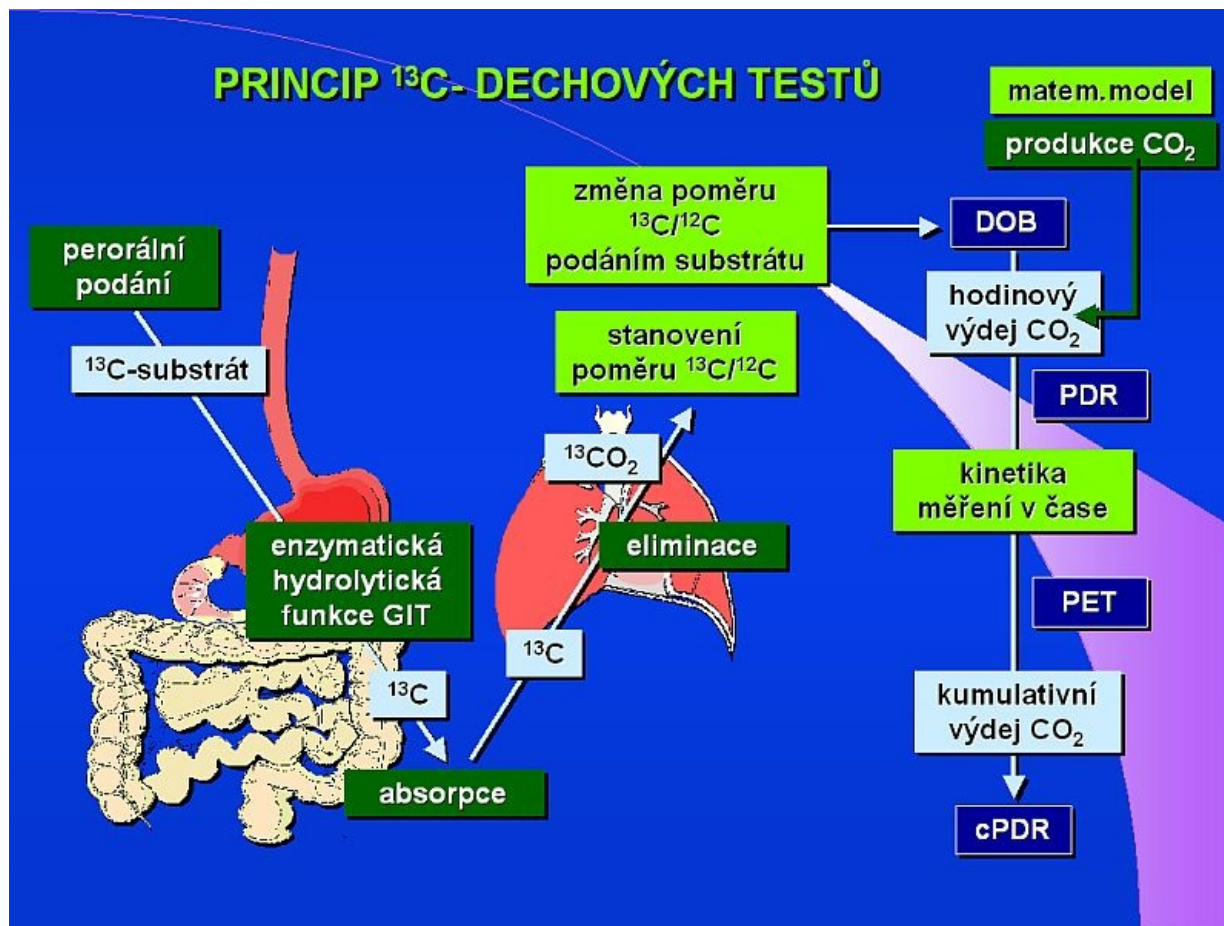 PRINCIP ¹³C- DECHOVÝCH TESTŮ
perorální
podání
¹³C-substrát
enzymatická
hydrolytická
funkce GIT
¹³C
absorpce
¹³C
eliminace
¹³CO₂
stanovení
poměru ¹³C/¹²C
změna poměru
¹³C/¹²C
podáním substrátu
matem.model
produkce CO₂
DOB
hodinový
výdej CO₂
PDR
kinetika
měření v čase
PET
kumulativní
výdej CO₂
cPDR